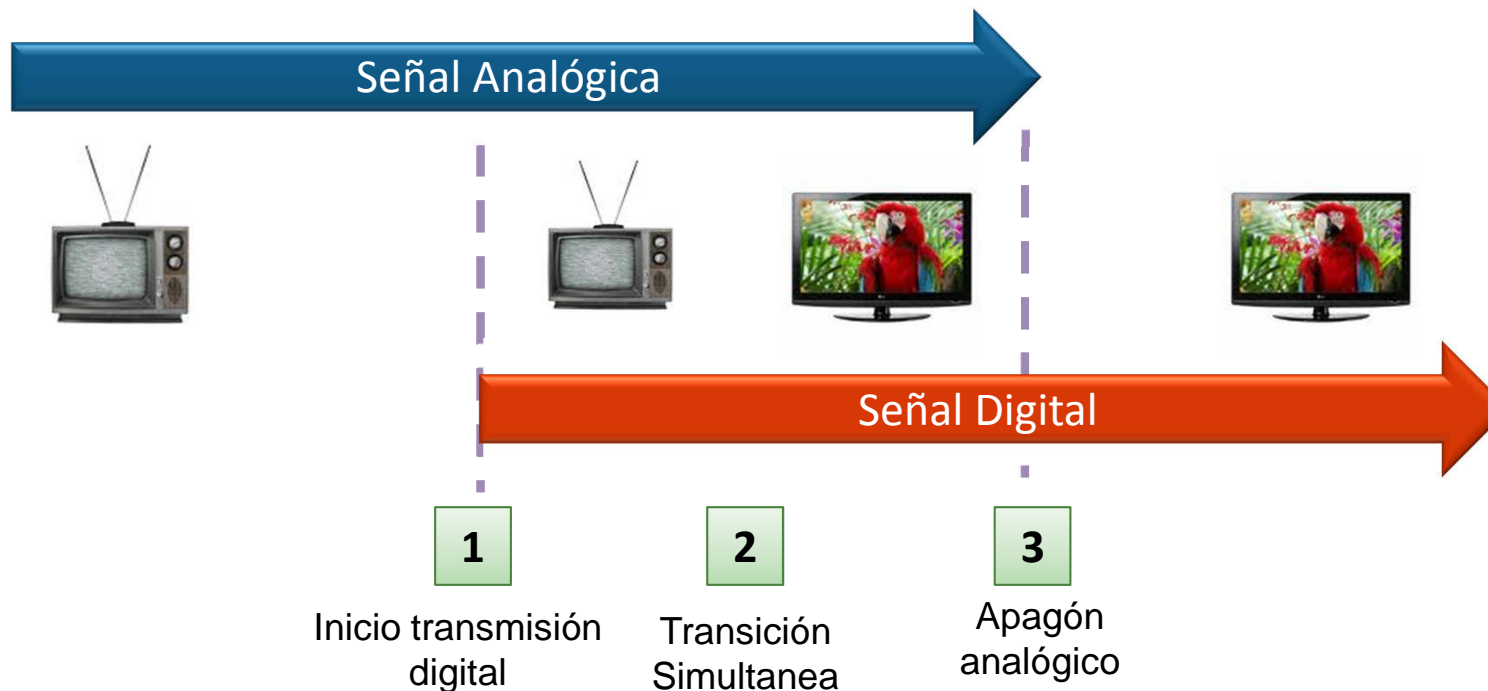 Señal Analógica
Señal Digital
1
2
3
Inicio transmisión
digital
Transición
Simultanea
Apagón
analógico